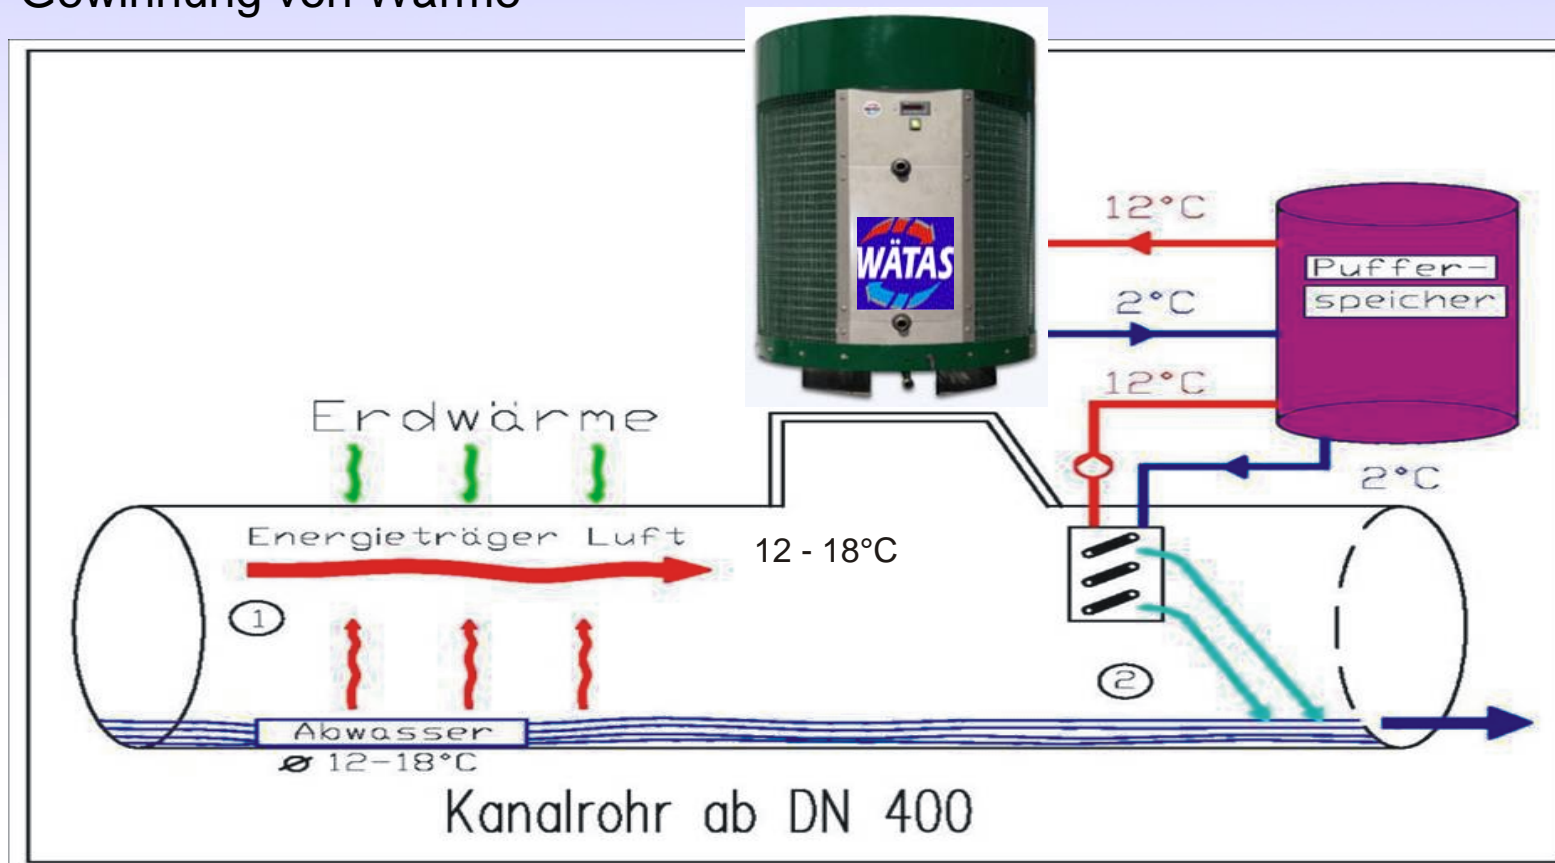 Gewinnung von Wärme
WÄTAS
12°C
Puffer-
speicher
2°C
12°C
2°C
Erdwärme
Energieträger Luft
12 - 18°C
1
2
Abwasser
ø 12-18°C
Kanalrohr ab DN 400